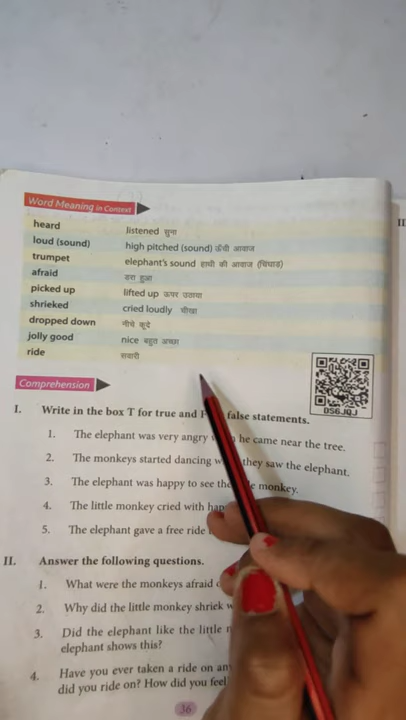 Word Meaning in Context
heard listened सुना
loud (sound) high pitched (sound) ऊँची आवाज
trumpet elephant's sound हाथी की आवाज (चिंघाड़)
afraid डरा हुआ
picked up lifted up ऊपर उठाया
shrieked cried loudly चीखा
dropped down नीचे कूदे
jolly good nice बहुत अच्छा
ride सवारी
DS6JQJ
Comprehension
I. Write in the box T for true and F false statements.
1. The elephant was very angry he came near the tree.
2. The monkeys started dancing they saw the elephant.
3. The elephant was happy to see the monkey.
4. The little monkey cried with
5. The elephant gave a free ride
II. Answer the following questions.
1. What were the monkeys afraid
2. Why did the little monkey shriek
3. Did the elephant like the little
elephant shows this?
4. Have you ever taken a ride on
did you ride on? How did you feel
36
II